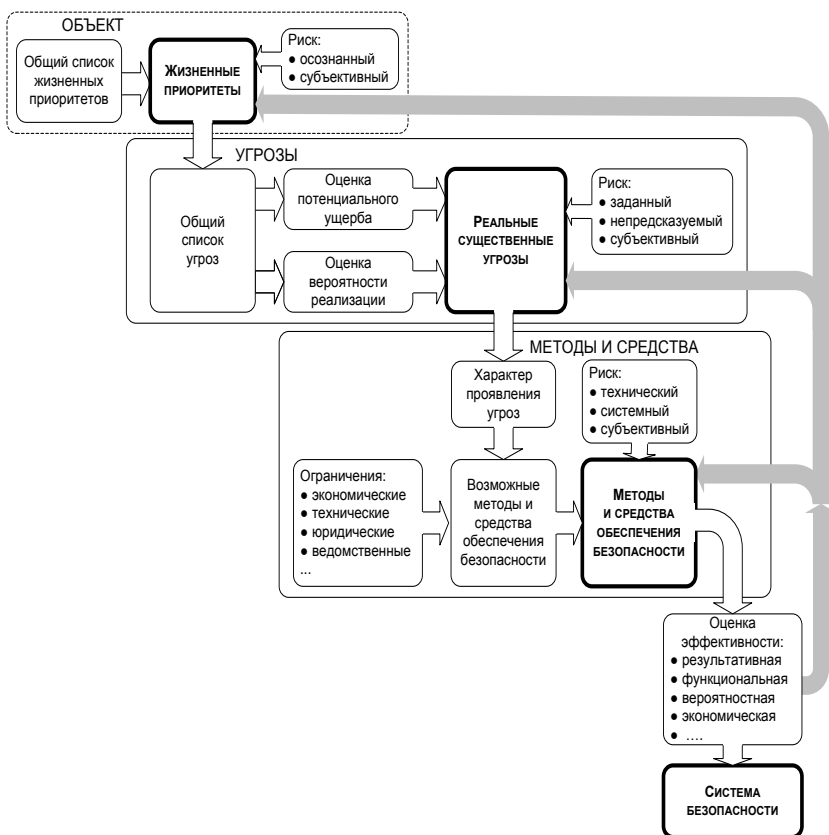 ОБЪЕКТ
Общий список
жизненных
приоритетов
ЖИЗНЕННЫЕ
ПРИОРИТЕТЫ
Риск:
● осознанный
● субъективный
УГРОЗЫ
Общий
список
угроз
Оценка
потенциального
ущерба
Оценка
вероятности
реализации
РЕАЛЬНЫЕ
СУЩЕСТВЕННЫЕ
УГРОЗЫ
Риск:
● заданный
● непредсказуемый
● субъективный
МЕТОДЫ И СРЕДСТВА
Характер
проявления
угроз
Риск:
● технический
● системный
● субъективный
Ограничения:
● экономические
● технические
● юридические
● ведомственные
...
Возможные
методы и
средства
обеспечения
безопасности
МЕТОДЫ
И СРЕДСТВА
ОБЕСПЕЧЕНИЯ
БЕЗОПАСНОСТИ
Оценка
эффективности:
● результативная
● функциональная
● вероятностная
● экономическая
● ....
СИСТЕМА
БЕЗОПАСНОСТИ